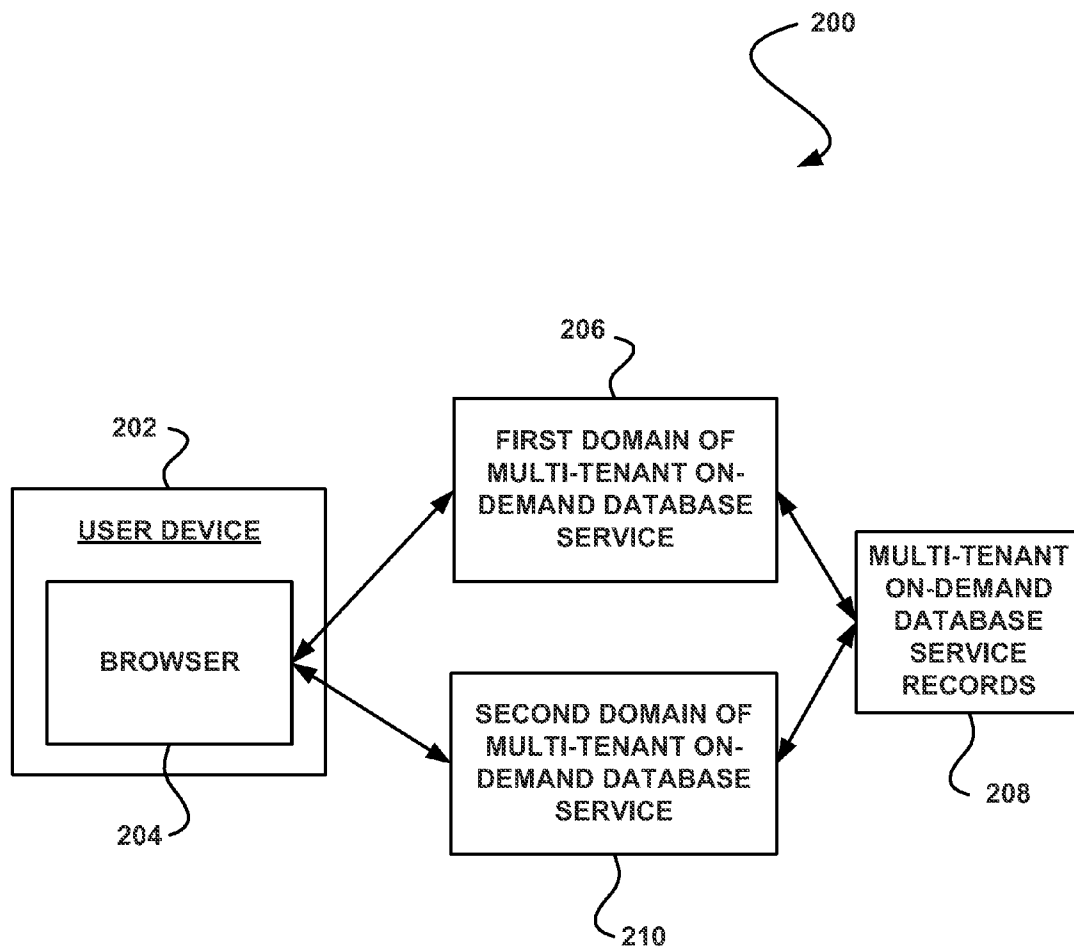 200
206
202
FIRST DOMAIN OF
MULTI-TENANT ON-
DEMAND DATABASE
SERVICE
USER DEVICE
MULTI-TENANT
ON-DEMAND
DATABASE
SERVICE
RECORDS
BROWSER
SECOND DOMAIN OF
MULTI-TENANT ON-
DEMAND DATABASE
SERVICE
208
204
210